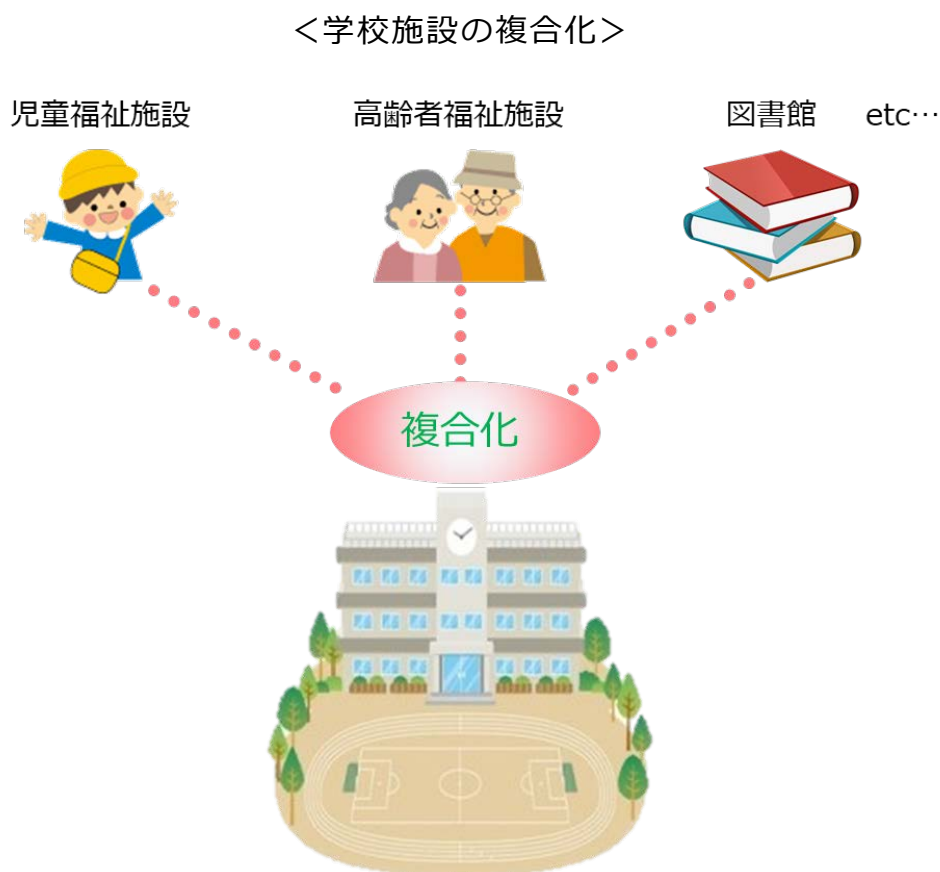 ＜学校施設の複合化＞
児童福祉施設
高齢者福祉施設
図書館
etc…
複合化